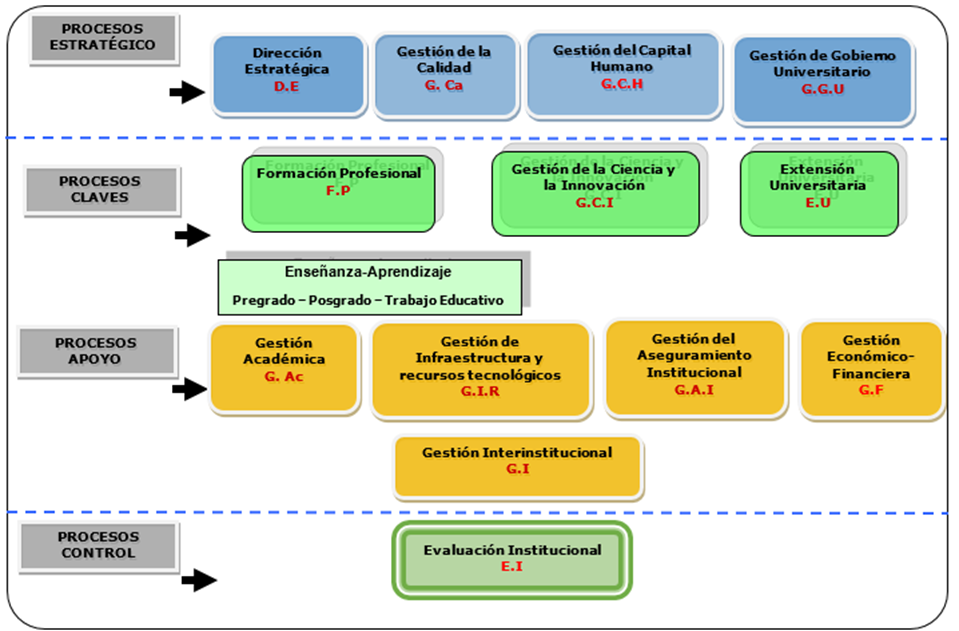 PROCESOS
ESTRATÉGICO
Dirección
Estratégica
D.E
Gestión de la
Calidad
G. Ca
Gestión del Capital
Humano
G.C.H
Gestión de Gobierno
Universitario
G.G.U
PROCESOS
CLAVES
Formación Profesional
F.P
Gestión de la Ciencia y
la Innovación
G.C.I
Extensión
Universitaria
E.U
Enseñanza-Aprendizaje
Pregrado – Posgrado – Trabajo Educativo
PROCESOS
APOYO
Gestión
Académica
G. Ac
Gestión de
Infraestructura y
recursos tecnológicos
G.I.R
Gestión del
Aseguramiento
Institucional
G.A.I
Gestión
Económico-
Financiera
G.F
Gestión Interinstitucional
G.I
PROCESOS
CONTROL
Evaluación Institucional
E.I